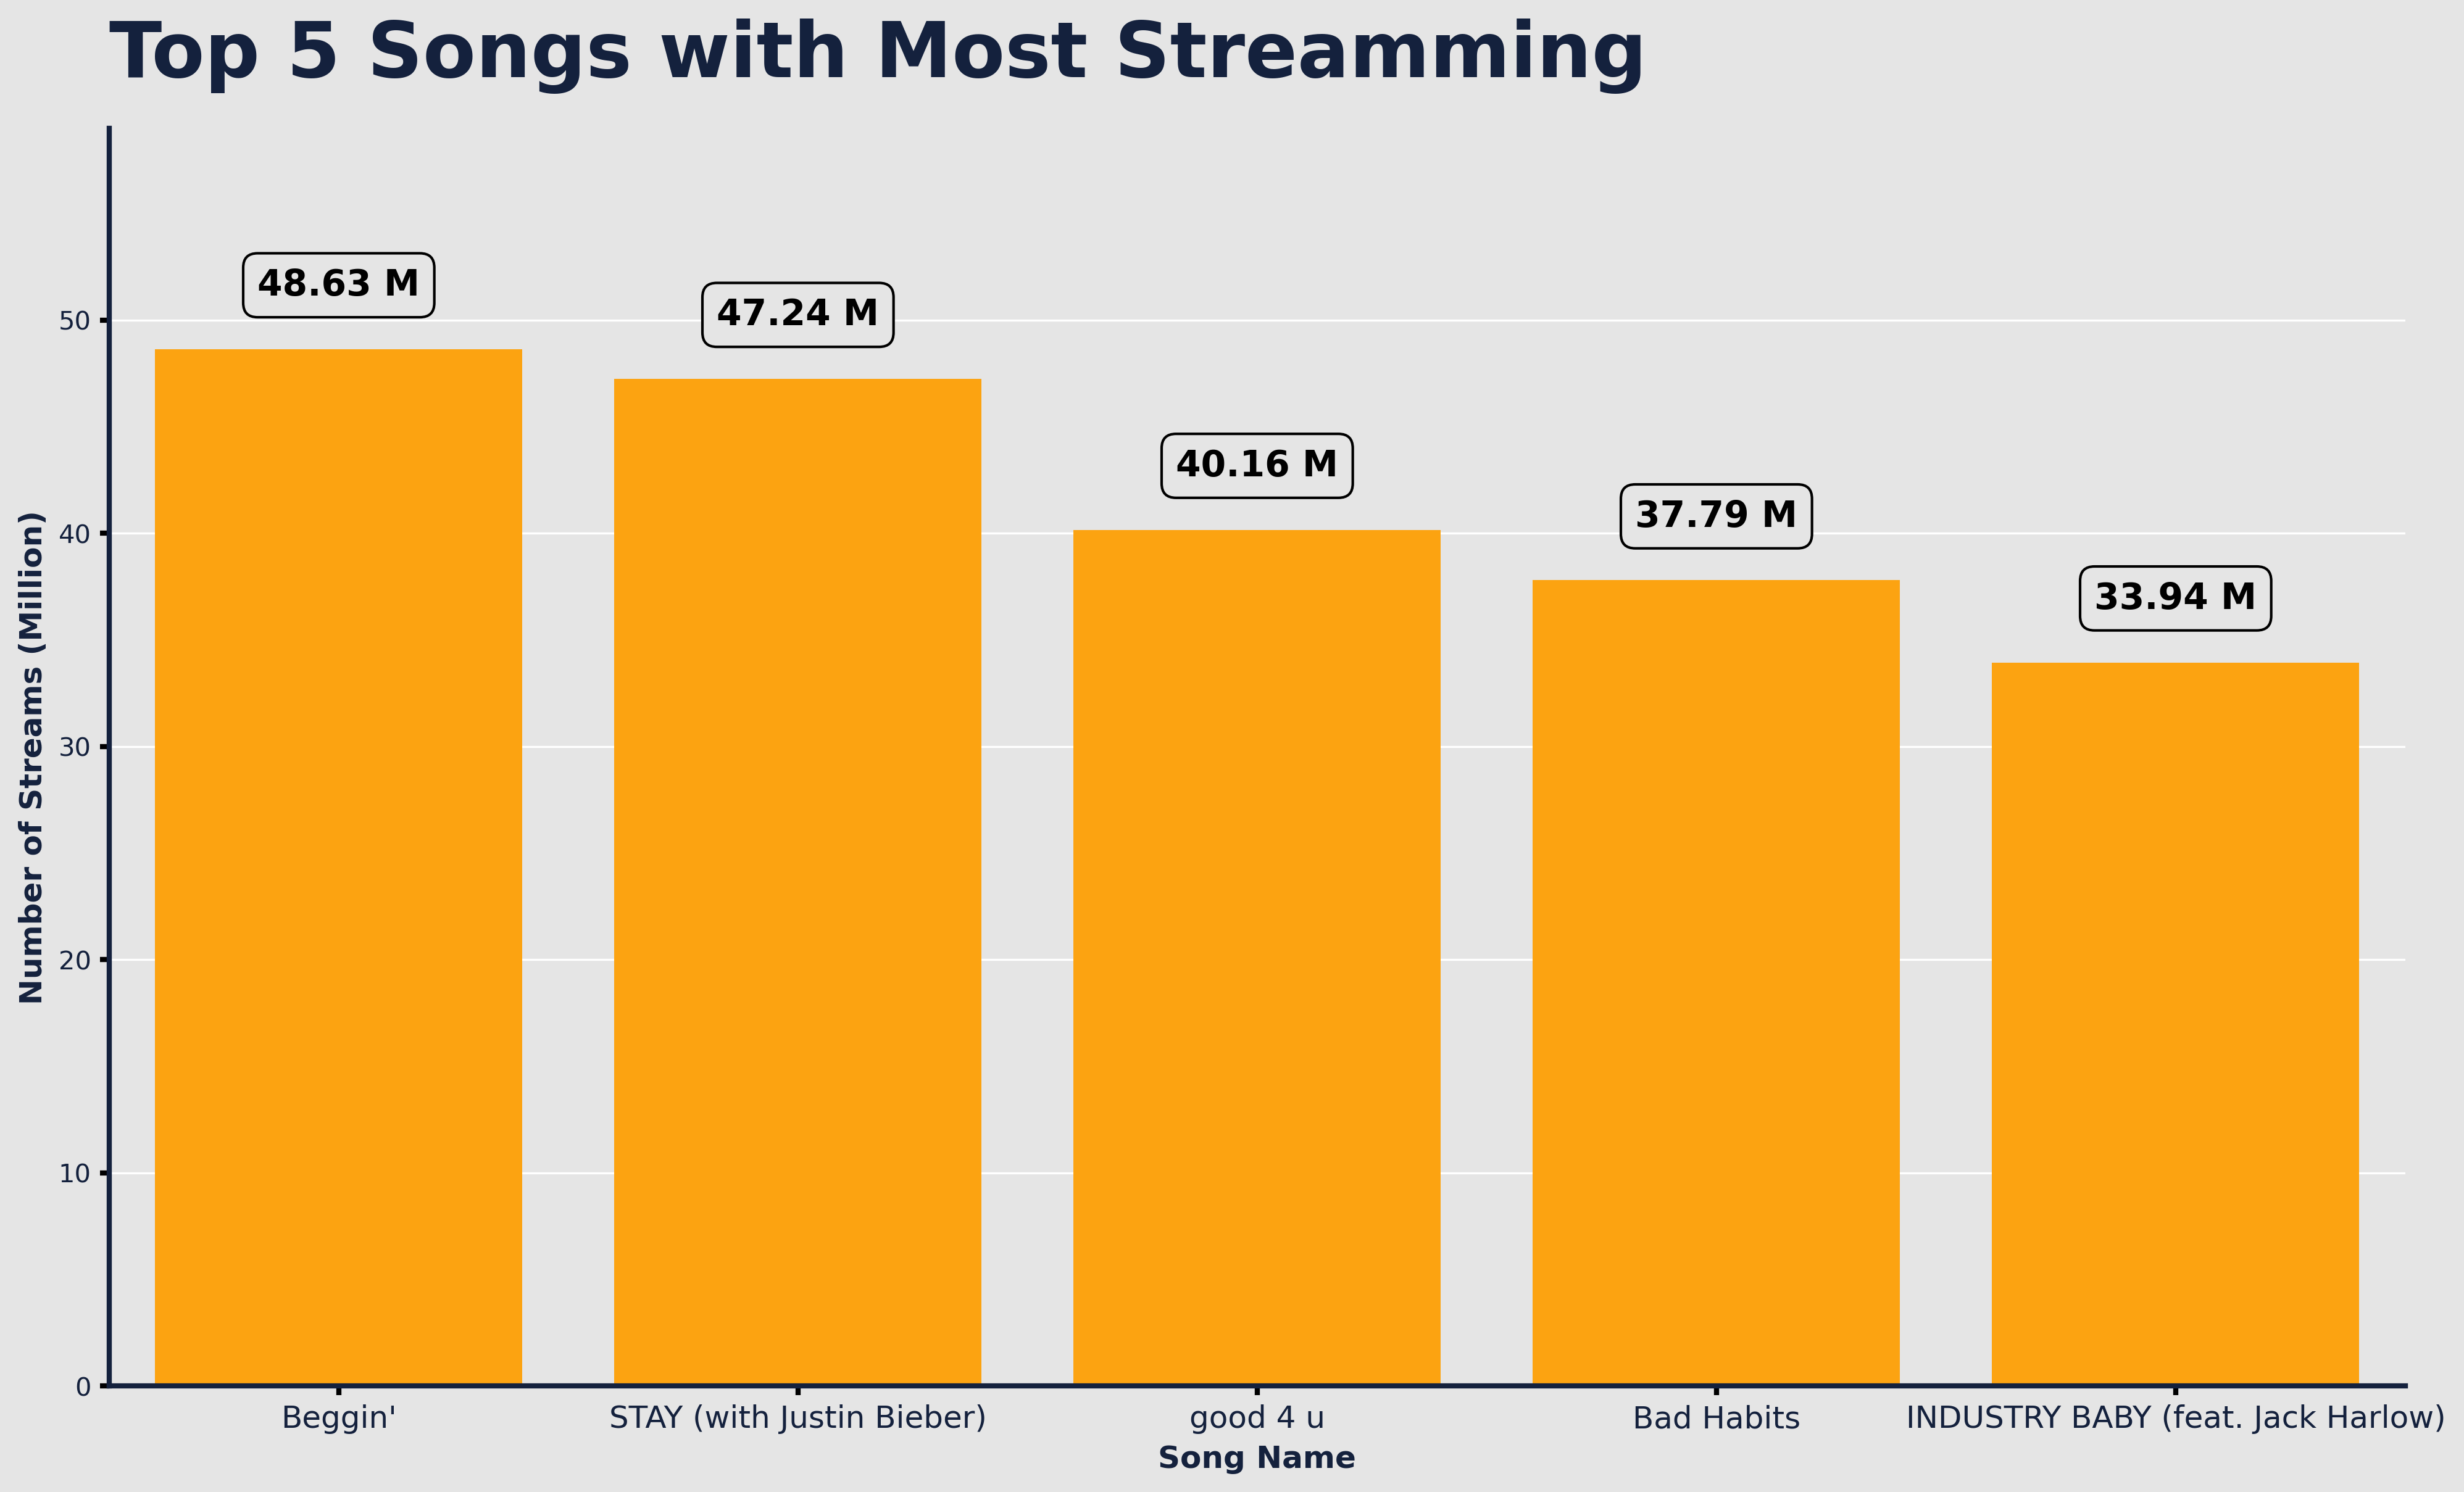 Top 5 Songs with Most Streamming
48.63 M
47.24 M
40.16 M
37.79 M
33.94 M
Number of Streams (Million)
50
40
30
20
10
0
Beggin'
STAY (with Justin Bieber)
good 4 u
Bad Habits
INDUSTRY BABY (feat. Jack Harlow)
Song Name